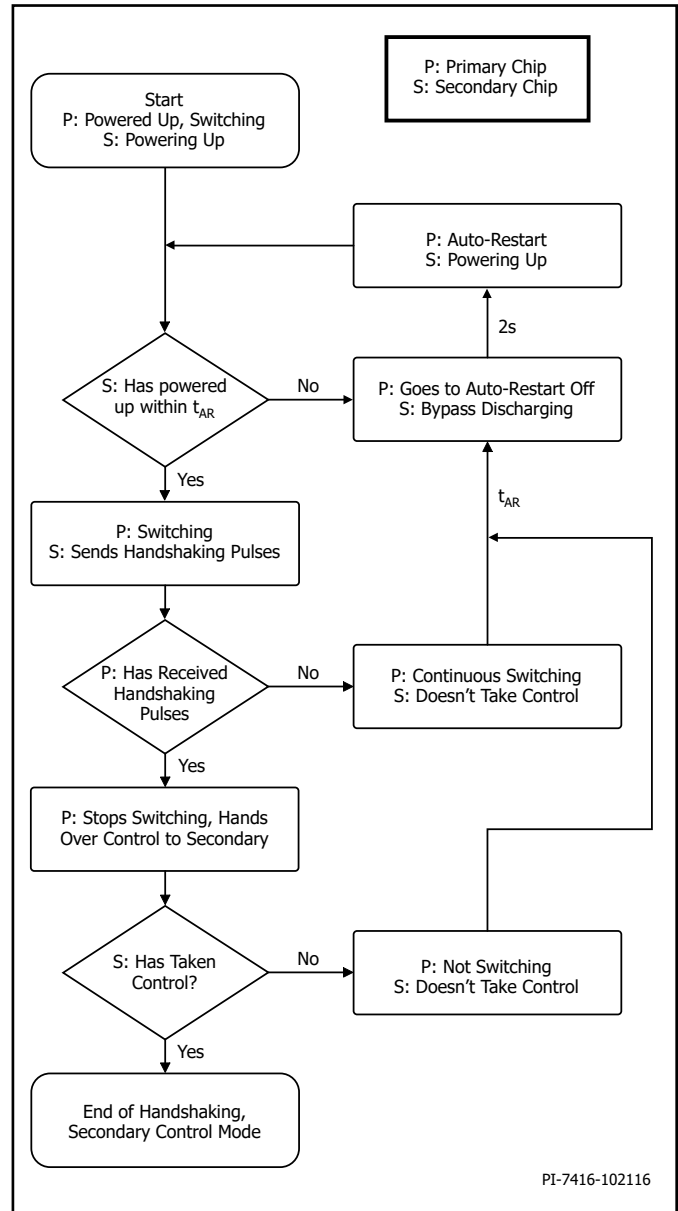 P: Primary Chip
S: Secondary Chip
Start
P: Powered Up, Switching
S: Powering Up
P: Auto-Restart
S: Powering Up
2s
S: Has powered
up within tAR
No
P: Goes to Auto-Restart Off
S: Bypass Discharging
Yes
tAR
P: Switching
S: Sends Handshaking Pulses
P: Has Received
Handshaking
Pulses
No
P: Continuous Switching
S: Doesn't Take Control
Yes
P: Stops Switching, Hands
Over Control to Secondary
S: Has Taken
Control?
No
P: Not Switching
S: Doesn't Take Control
Yes
End of Handshaking,
Secondary Control Mode
PI-7416-102116